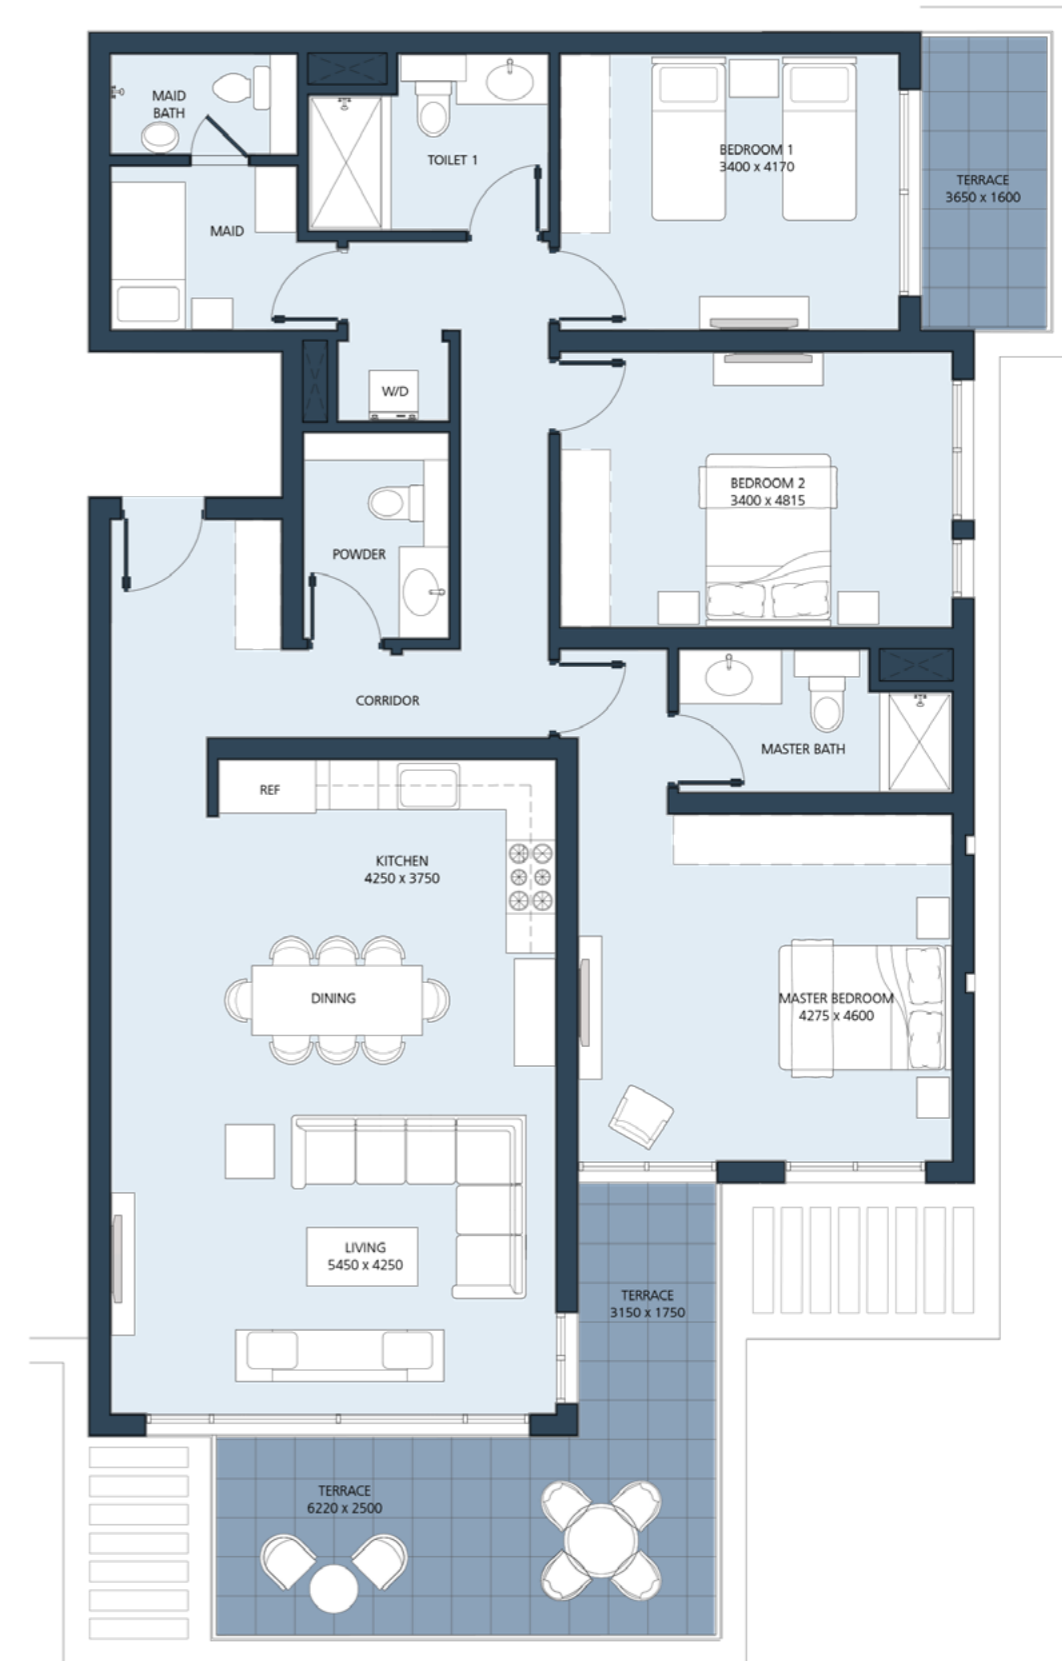 MAID
BATH
TOILET 1
BEDROOM 1
3400 x 4170
TERRACE
3650 x 1600
MAID
W/D
BEDROOM 2
3400 x 4815
POWDER
CORRIDOR
MASTER BATH
REF
KITCHEN
4250 x 3750
DINING
MASTER BEDROOM
4275 x 4600
LIVING
5450 x 4250
TERRACE
3150 x 1750
TERRACE
6220 x 2500